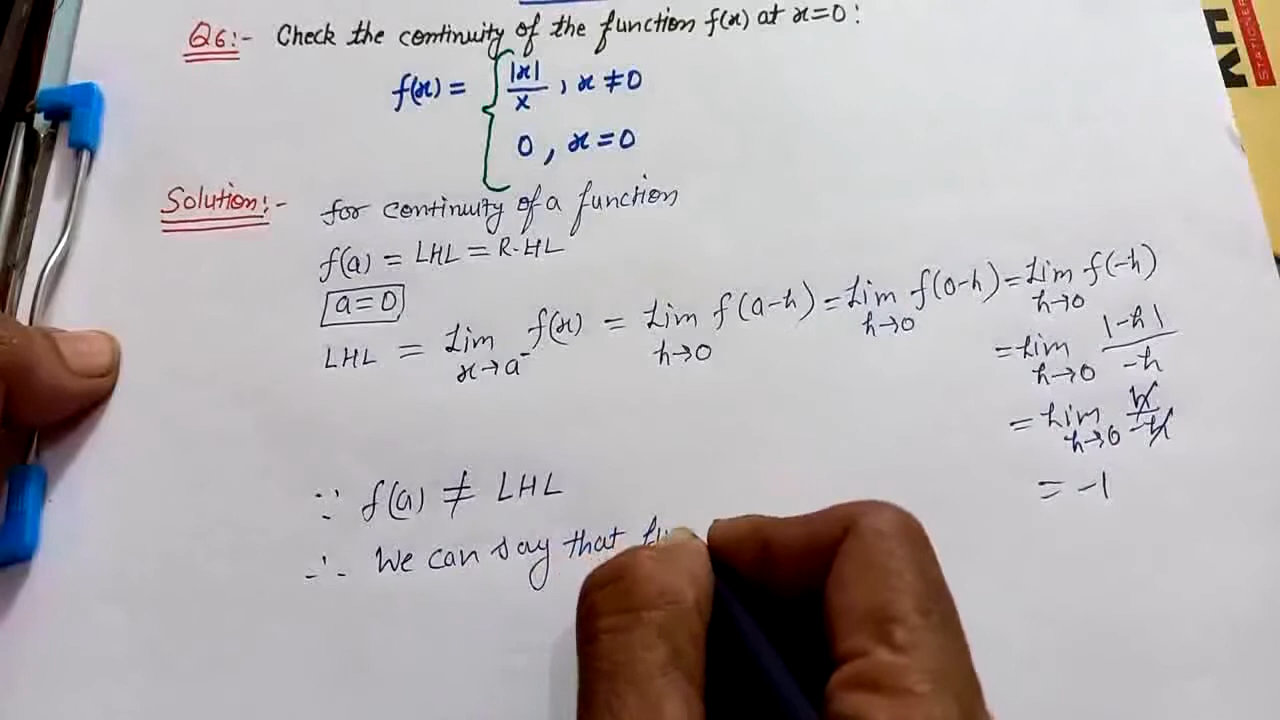 Q6:- Check the continuity of the function f(x) at x=0:
f(x) = { |x|/x , x ≠ 0
0 , x = 0
Solution:- for continuity of a function
f(a) = LHL = R.HL
a=0
LHL = Lim x→a⁻ f(x) = Lim h→0 f(a-h) = Lim h→0 f(0-h) = Lim h→0 f(-h)
= Lim h→0 |-h|/-h
= Lim h→0 h/-h
= -1
∵ f(a) ≠ LHL
∴ We can say that
STATIONER